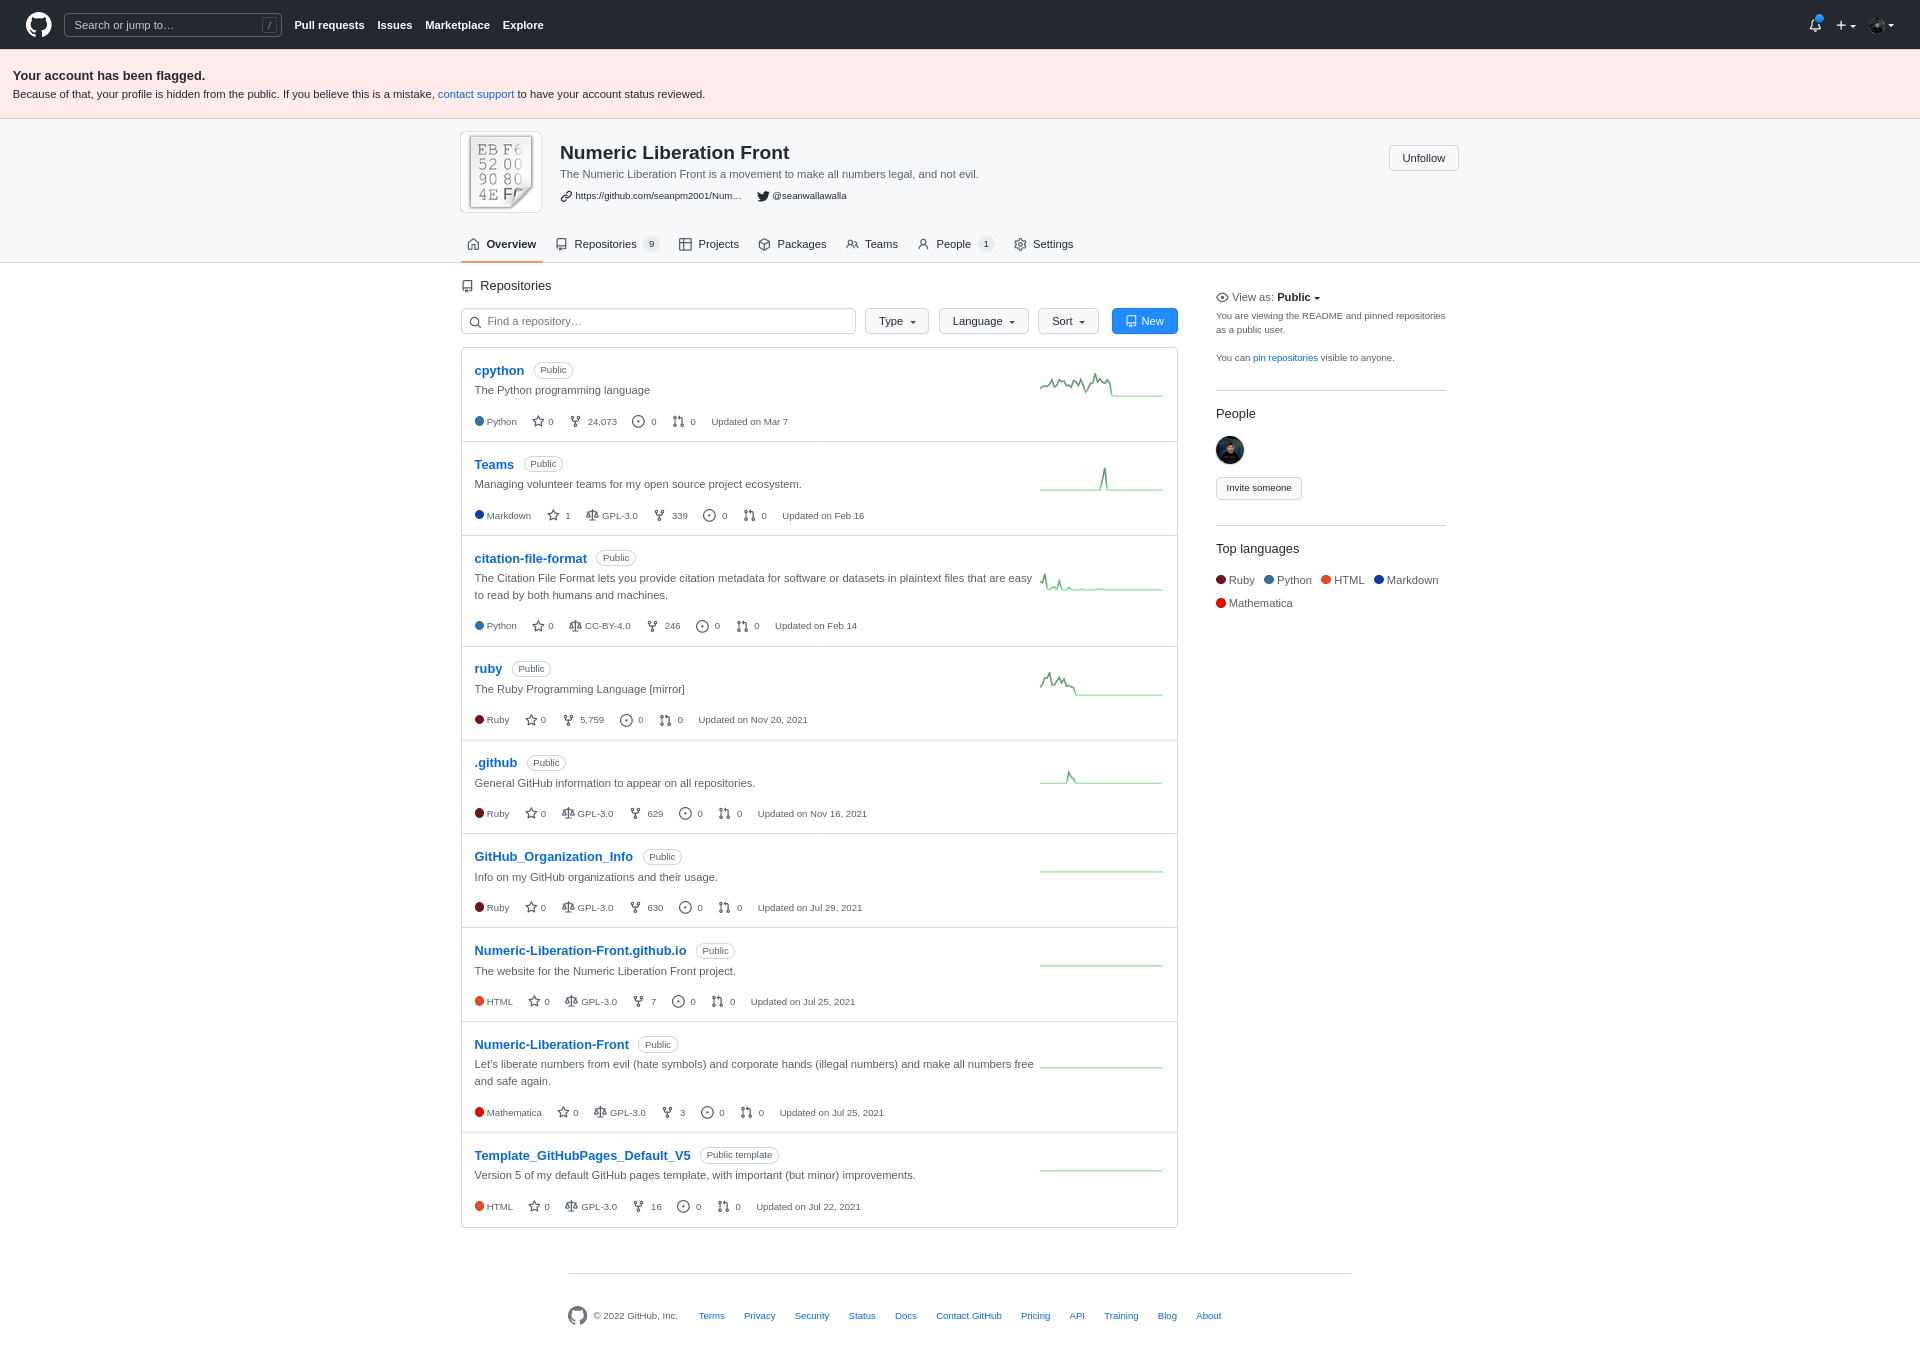 Search or jump to… /
Pull requests Issues Marketplace Explore
Your account has been flagged.
Because of that, your profile is hidden from the public. If you believe this is a mistake, contact support to have your account status reviewed.
EB F6
52 00
90 80
4E F0
Numeric Liberation Front
The Numeric Liberation Front is a movement to make all numbers legal, and not evil.
https://github.com/seanpm2001/Num… @seanwallawalla
Unfollow
Overview Repositories 9 Projects Packages Teams People 1 Settings
Repositories
Find a repository…
Type Language Sort New
cpython Public
The Python programming language
Python 0 24,073 0 0 Updated on Mar 7
Teams Public
Managing volunteer teams for my open source project ecosystem.
Markdown 1 GPL-3.0 339 0 0 Updated on Feb 16
citation-file-format Public
The Citation File Format lets you provide citation metadata for software or datasets in plaintext files that are easy
to read by both humans and machines.
Python 0 CC-BY-4.0 246 0 0 Updated on Feb 14
ruby Public
The Ruby Programming Language [mirror]
Ruby 0 5,759 0 0 Updated on Nov 20, 2021
.github Public
General GitHub information to appear on all repositories.
Ruby 0 GPL-3.0 629 0 0 Updated on Nov 16, 2021
GitHub_Organization_Info Public
Info on my GitHub organizations and their usage.
Ruby 0 GPL-3.0 630 0 0 Updated on Jul 29, 2021
Numeric-Liberation-Front.github.io Public
The website for the Numeric Liberation Front project.
HTML 0 GPL-3.0 7 0 0 Updated on Jul 25, 2021
Numeric-Liberation-Front Public
Let's liberate numbers from evil (hate symbols) and corporate hands (illegal numbers) and make all numbers free
and safe again.
Mathematica 0 GPL-3.0 3 0 0 Updated on Jul 25, 2021
Template_GitHubPages_Default_V5 Public template
Version 5 of my default GitHub pages template, with important (but minor) improvements.
HTML 0 GPL-3.0 16 0 0 Updated on Jul 22, 2021
View as: Public
You are viewing the README and pinned repositories
as a public user.
You can pin repositories visible to anyone.
People
Invite someone
Top languages
Ruby Python HTML Markdown
Mathematica
© 2022 GitHub, Inc. Terms Privacy Security Status Docs Contact GitHub Pricing API Training Blog About